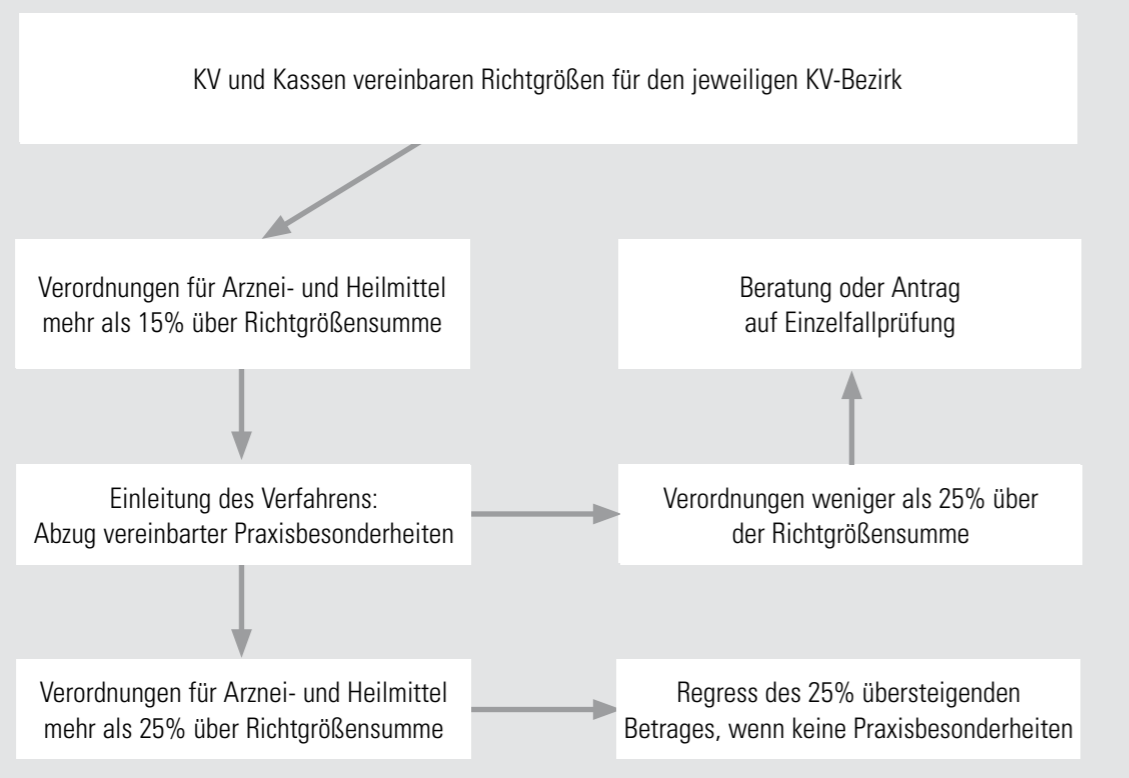 KV und Kassen vereinbaren Richtgrößen für den jeweiligen KV-Bezirk
Verordnungen für Arznei- und Heilmittel
mehr als 15% über Richtgrößensumme
Beratung oder Antrag
auf Einzelfallprüfung
Einleitung des Verfahrens:
Abzug vereinbarter Praxisbesonderheiten
Verordnungen weniger als 25% über
der Richtgrößensumme
Verordnungen für Arznei- und Heilmittel
mehr als 25% über Richtgrößensumme
Regress des 25% übersteigenden
Betrages, wenn keine Praxisbesonderheiten